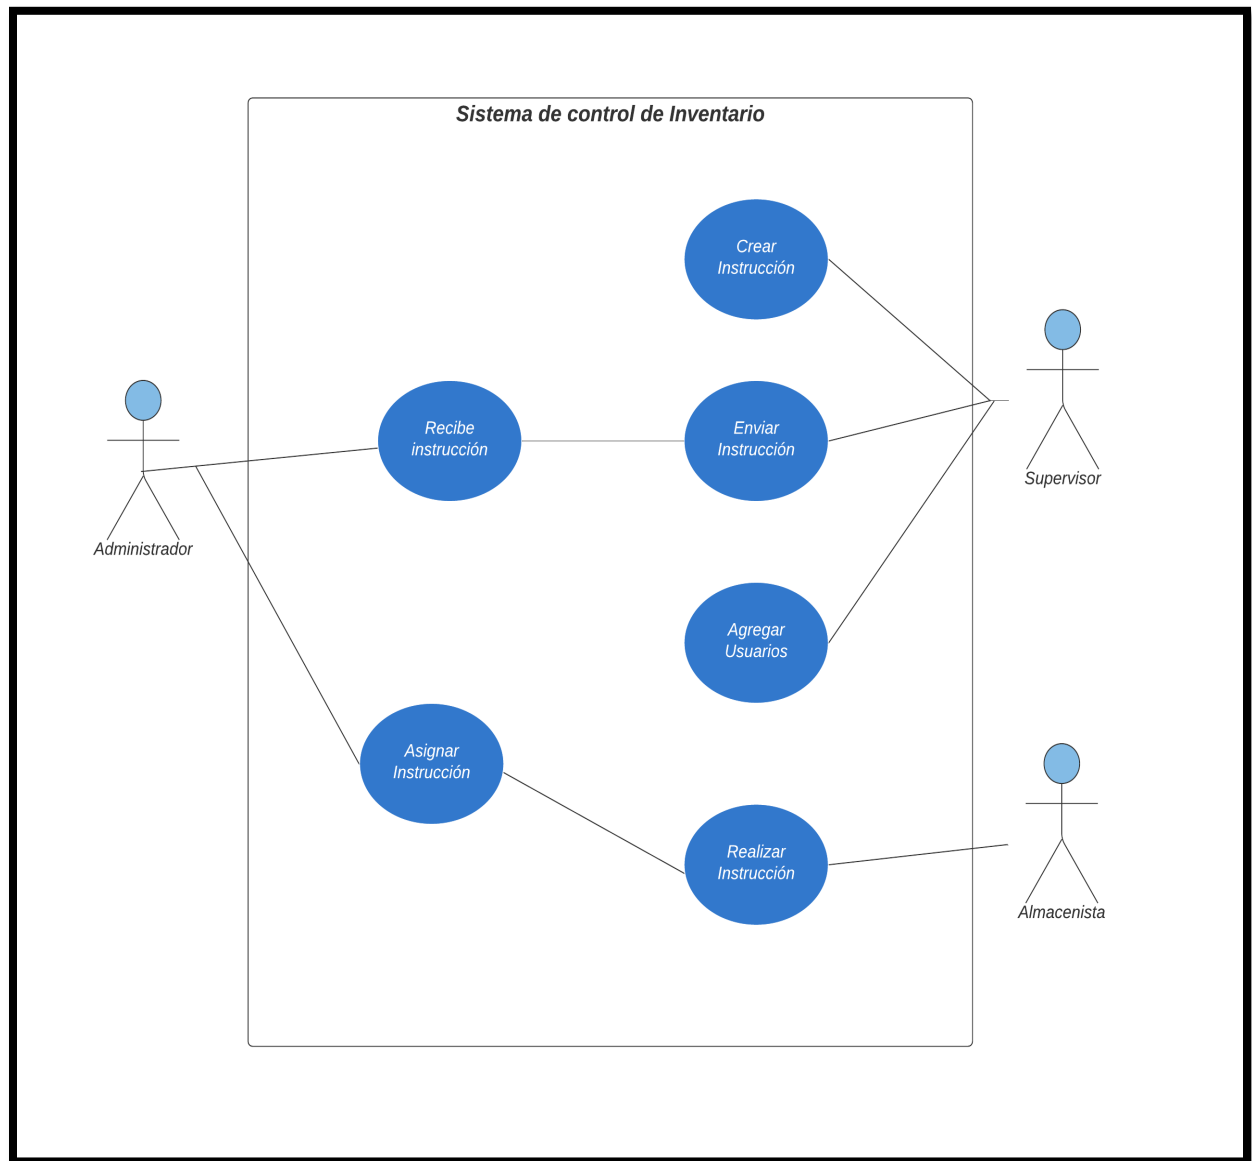 Sistema de control de Inventario
Crear
Instrucción
Recibe
instrucción
Enviar
Instrucción
Supervisor
Administrador
Agregar
Usuarios
Asignar
Instrucción
Realizar
Instrucción
Almacenista